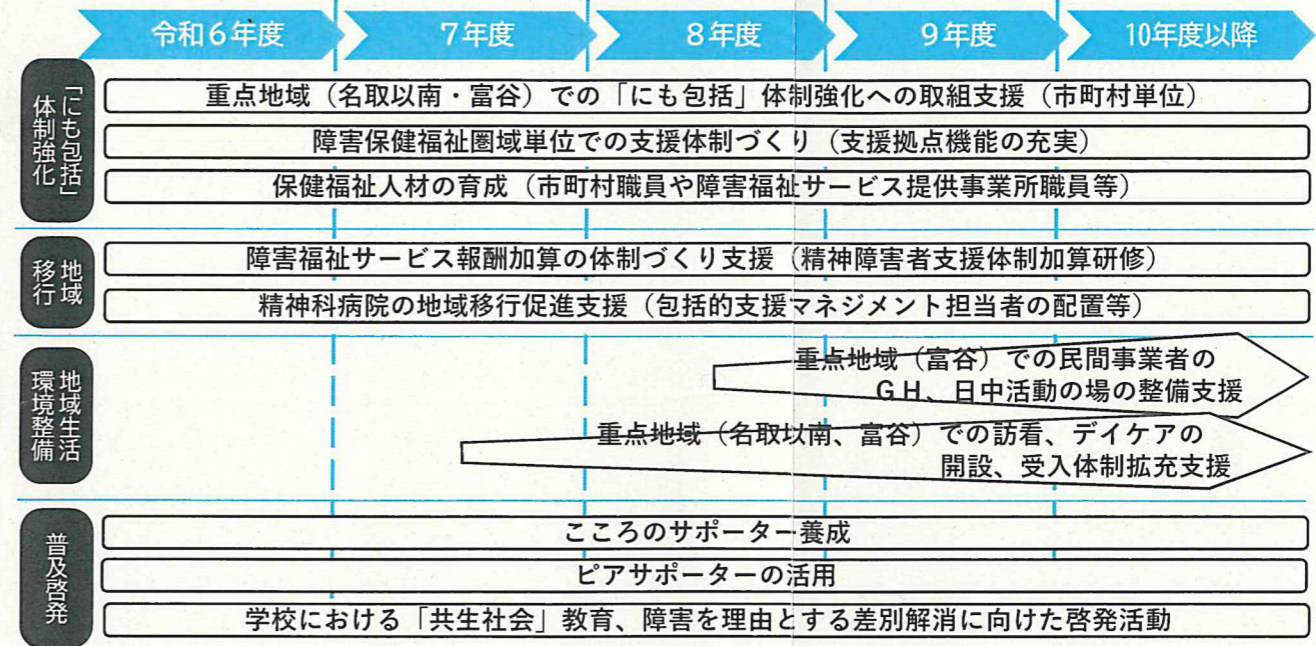 令和6年度
7年度
8年度
9年度
10年度以降
「にも包括」
体制強化
重点地域（名取以南・富谷）での「にも包括」体制強化への取組支援（市町村単位）
障害保健福祉圏域単位での支援体制づくり（支援拠点機能の充実）
保健福祉人材の育成（市町村職員や障害福祉サービス提供事業所職員等）
地域
移行
障害福祉サービス報酬加算の体制づくり支援（精神障害者支援体制加算研修）
精神科病院の地域移行促進支援（包括的支援マネジメント担当者の配置等）
地域生活
環境整備
重点地域（富谷）での民間事業者の
GH、日中活動の場の整備支援
重点地域（名取以南、富谷）での訪看、デイケアの
開設、受入体制拡充支援
普及啓発
こころのサポーター養成
ピアサポーターの活用
学校における「共生社会」教育、障害を理由とする差別解消に向けた啓発活動